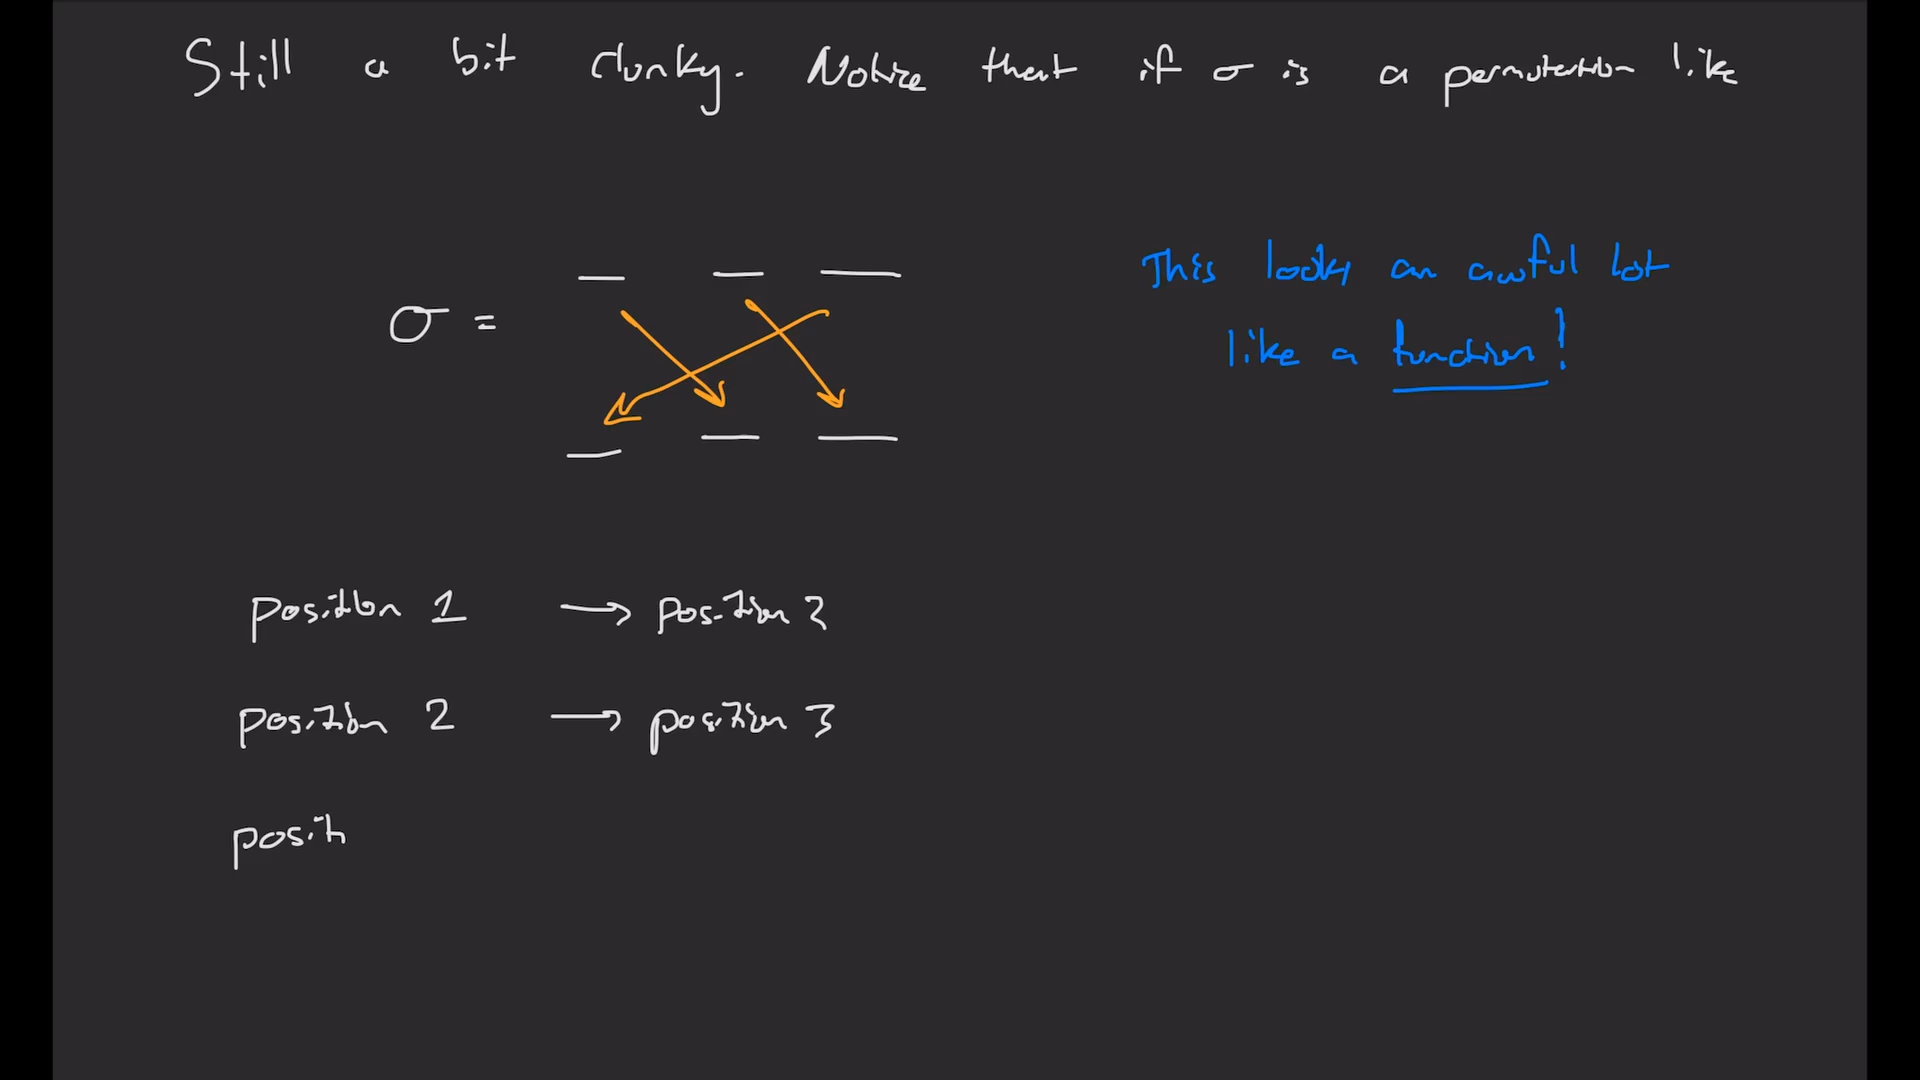 Still a bit clunky. Notice that if σ is a permutation like
This looks an awful lot
like a function!
σ =
position 1 → position 2
position 2 → position 3
posit